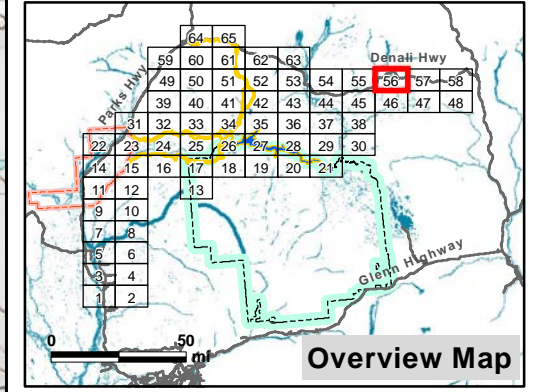 64 65
59 60 61 62 63 Denali Hwy
Parks Hwy
49 50 51 52 53 54 55 56 57 58
39 40 41 42 43 44 45 46 47 48
31 32 33 34 35 36 37 38
22 23 24 25 26 27 28 29 30
14 15 16 17 18 19 20 21
11 12 13
9 10
7 8
5 6
3 4
1 2
Glenn Highway
0 50
mi
Overview Map